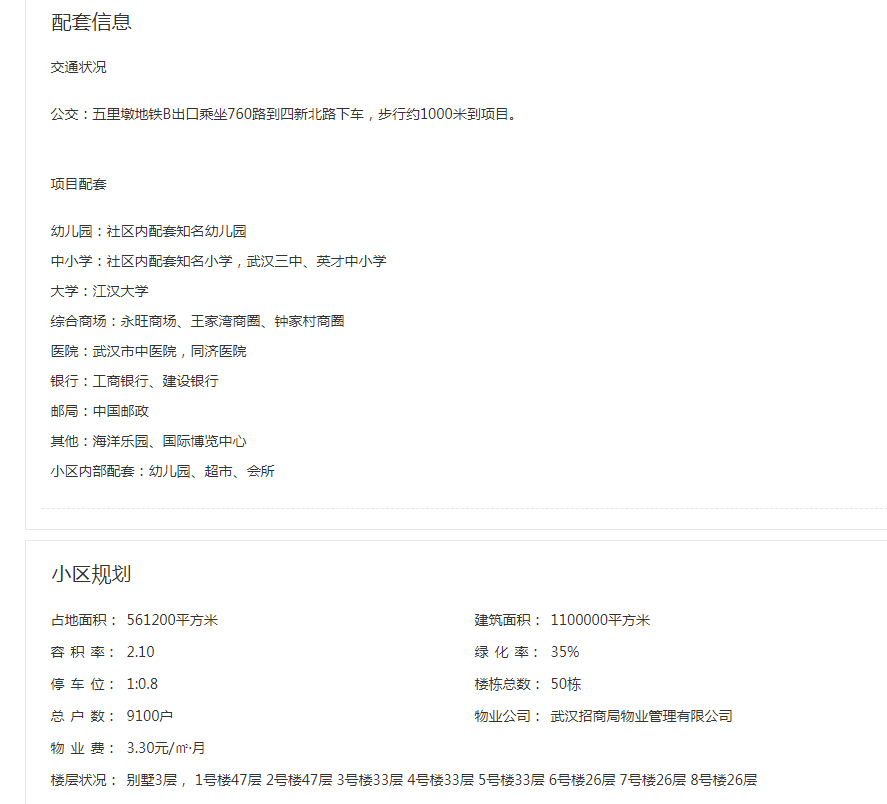 配套信息
交通状况
公交：五里墩地铁B出口乘坐760路到四新北路下车，步行约1000米到项目。
项目配套
幼儿园：社区内配套知名幼儿园
中小学：社区内配套知名小学，武汉三中、英才中小学
大学：江汉大学
综合商场：永旺商场、王家湾商圈、钟家村商圈
医院：武汉市中医院，同济医院
银行：工商银行、建设银行
邮局：中国邮政
其他：海洋乐园、国际博览中心
小区内部配套：幼儿园、超市、会所
小区规划
占地面积： 561200平方米 建筑面积： 1100000平方米
容 积 率： 2.10 绿 化 率： 35%
停 车 位： 1:0.8 楼栋总数： 50栋
总 户 数： 9100户 物业公司： 武汉招商局物业管理有限公司
物 业 费： 3.30元/㎡·月
楼层状况： 别墅3层， 1号楼47层 2号楼47层 3号楼33层 4号楼33层 5号楼33层 6号楼26层 7号楼26层 8号楼26层